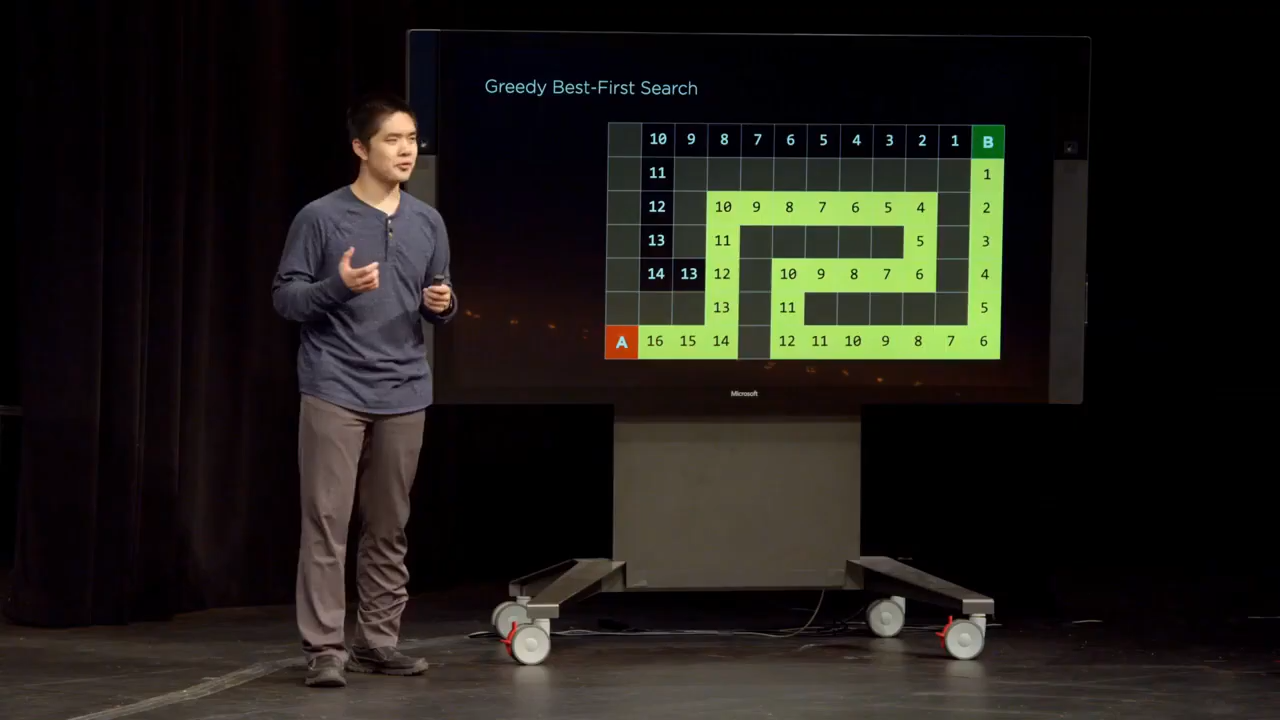 Greedy Best-First Search
10 9 8 7 6 5 4 3 2 1 B
11 1
12 10 9 8 7 6 5 4 2
13 11 5 3
14 13 12 10 9 8 7 6 4
13 11 5
A 16 15 14 12 11 10 9 8 7 6
Microsoft